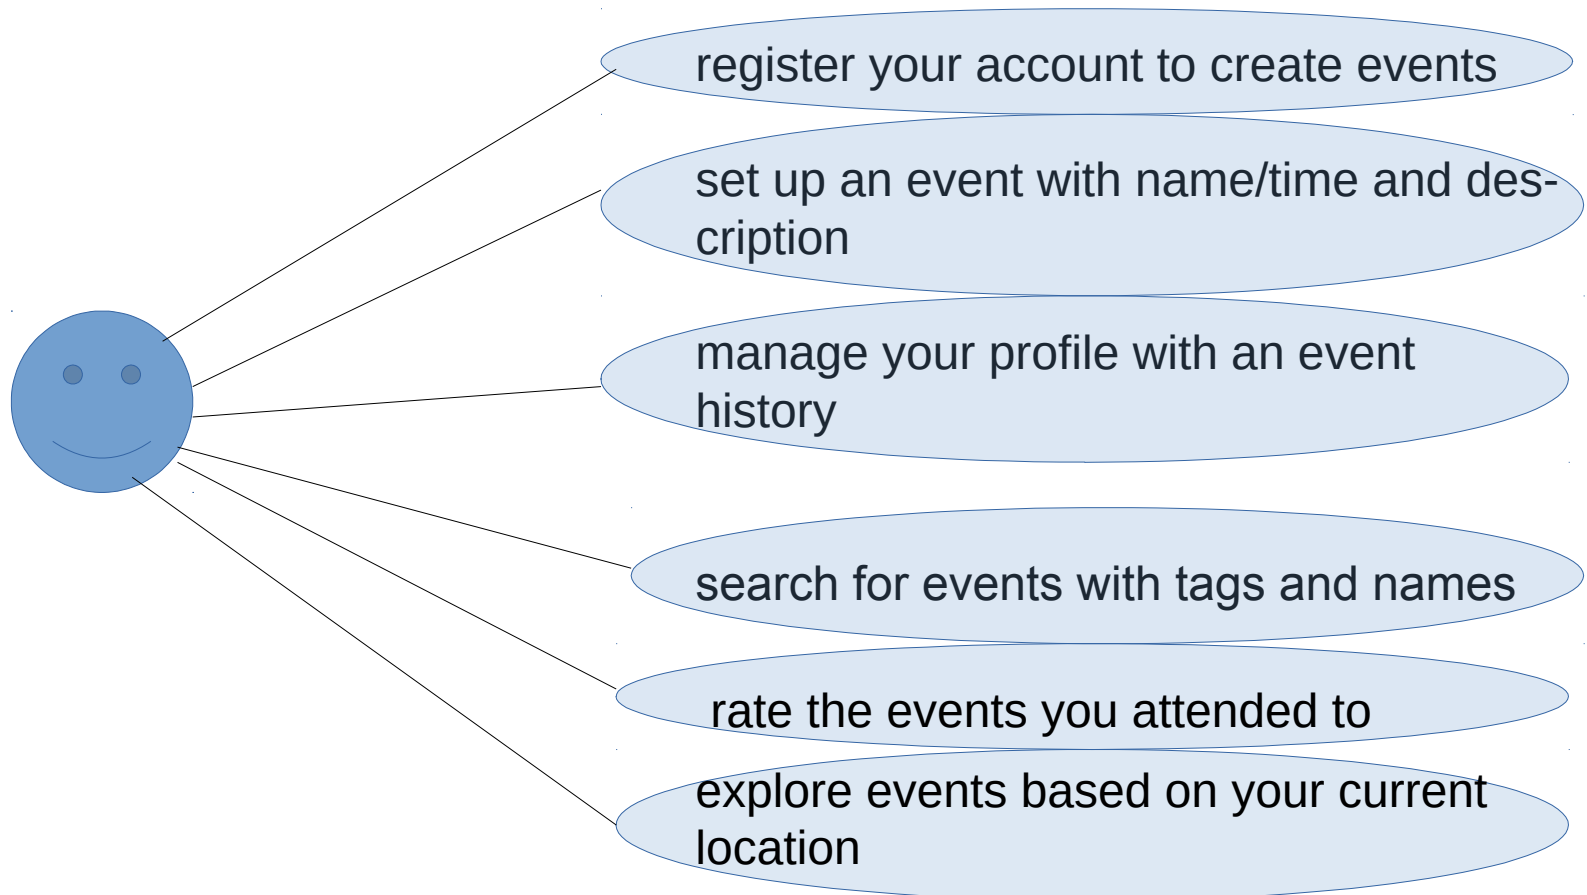 register your account to create events
set up an event with name/time and des-
cription
manage your profile with an event
history
search for events with tags and names
rate the events you attended to
explore events based on your current
location